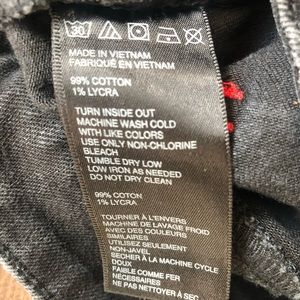 30
MADE IN VIETNAM
FABRIQUÉ EN VIETNAM
99% COTTON
1% LYCRA
TURN INSIDE OUT
MACHINE WASH COLD
WITH LIKE COLORS
USE ONLY NON-CHLORINE
BLEACH
TUMBLE DRY LOW
LOW IRON AS NEEDED
DO NOT DRY CLEAN
99% COTTON
1% LYCRA
TOURNER À L'ENVERS
MACHINE DE LAVAGE FROID
AVEC DES COULEURS
SIMILAIRES
UTILISEZ SEULEMENT
NON-JAVEL
SECHER À LA MACHINE CYCLE
DOUX
FAIBLE COMME FER
NECESSAIRES
NE PAS NETTOYER À SEC